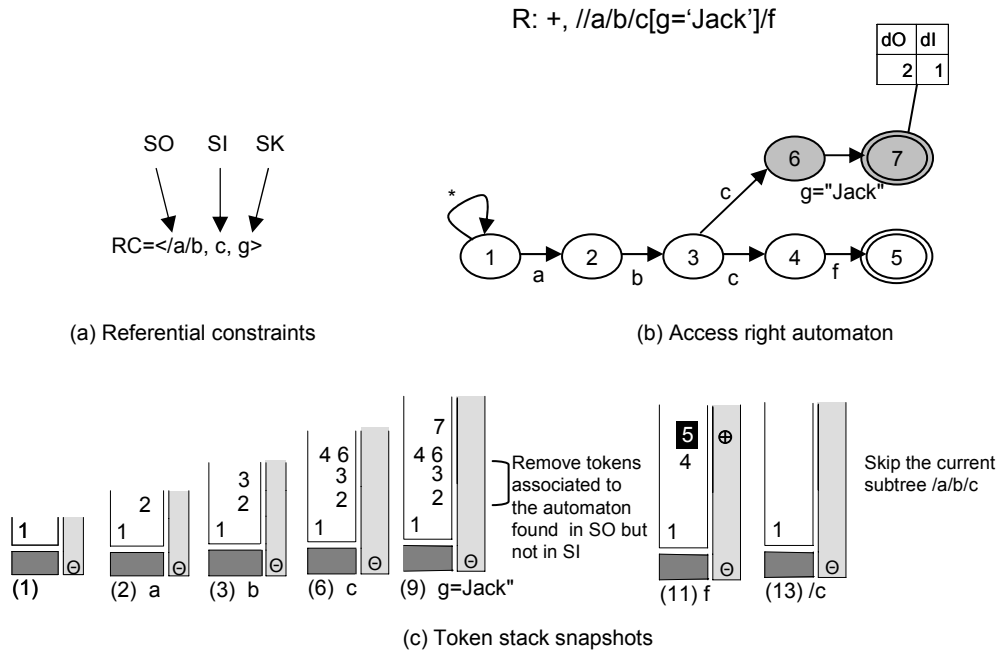 R: +, //a/b/c[g=‘Jack’]/f
dO dI
2 1
SO SI SK
RC=</a/b, c, g>
(a) Referential constraints
*
6
7
c
g="Jack"
1
2
3
4
5
a
b
c
f
(b) Access right automaton
1
Θ
(1)
2
1
Θ
(2) a
3
2
1
Θ
(3) b
4 6
3
2
1
Θ
(6) c
7
4 6
3
2
1
Θ
(9) g=Jack"
Remove tokens
associated to
the automaton
found in SO but
not in SI
5 ⊕
4
1
Θ
(11) f
1
Θ
(13) /c
Skip the current
subtree /a/b/c
(c) Token stack snapshots